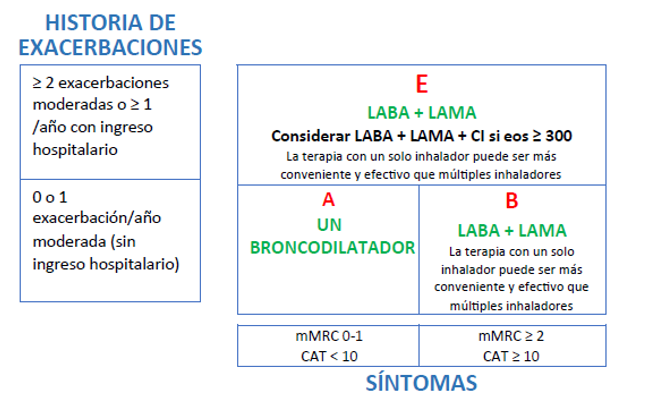 HISTORIA DE
EXACERBACIONES
≥ 2 exacerbaciones
moderadas o ≥ 1
/año con ingreso
hospitalario
0 o 1
exacerbación/año
moderada (sin
ingreso hospitalario)
E
LABA + LAMA
Considerar LABA + LAMA + CI si eos ≥ 300
La terapia con un solo inhalador puede ser más
conveniente y efectivo que múltiples inhaladores
A
UN
BRONCODILATADOR
B
LABA + LAMA
La terapia con un solo
inhalador puede ser más
conveniente y efectivo que
múltiples inhaladores
mMRC 0-1
CAT < 10
mMRC ≥ 2
CAT ≥ 10
SÍNTOMAS